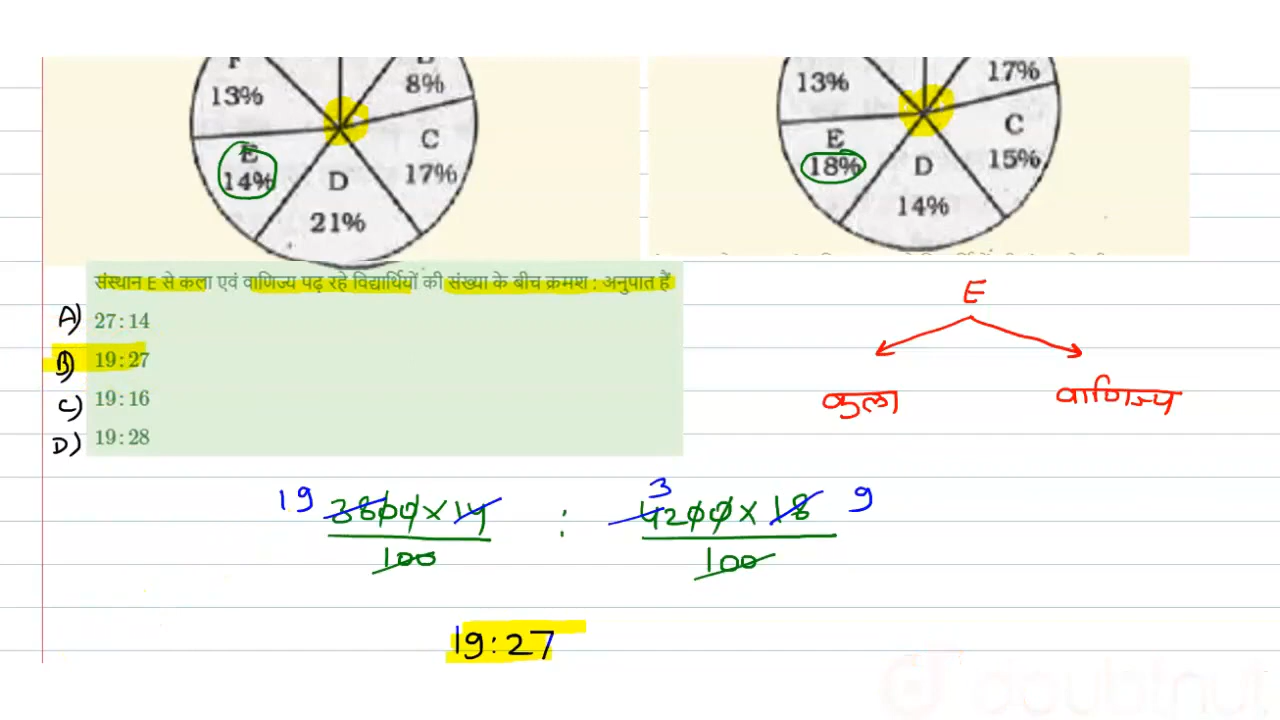 F
13%
8%
C
17%
E
14%
D
21%
13%
17%
E
18%
C
15%
D
14%
संस्थान E से कला एवं वाणिज्य पढ़ रहे विद्यार्थियों की संख्या के बीच क्रमश : अनुपात हैं
A) 27 : 14
B) 19 : 27
C) 19 : 16
D) 19 : 28
E
कला वाणिज्य
19 3800 × 14 : 3 4200 × 18 9
100 100
19 : 27
doubtnut